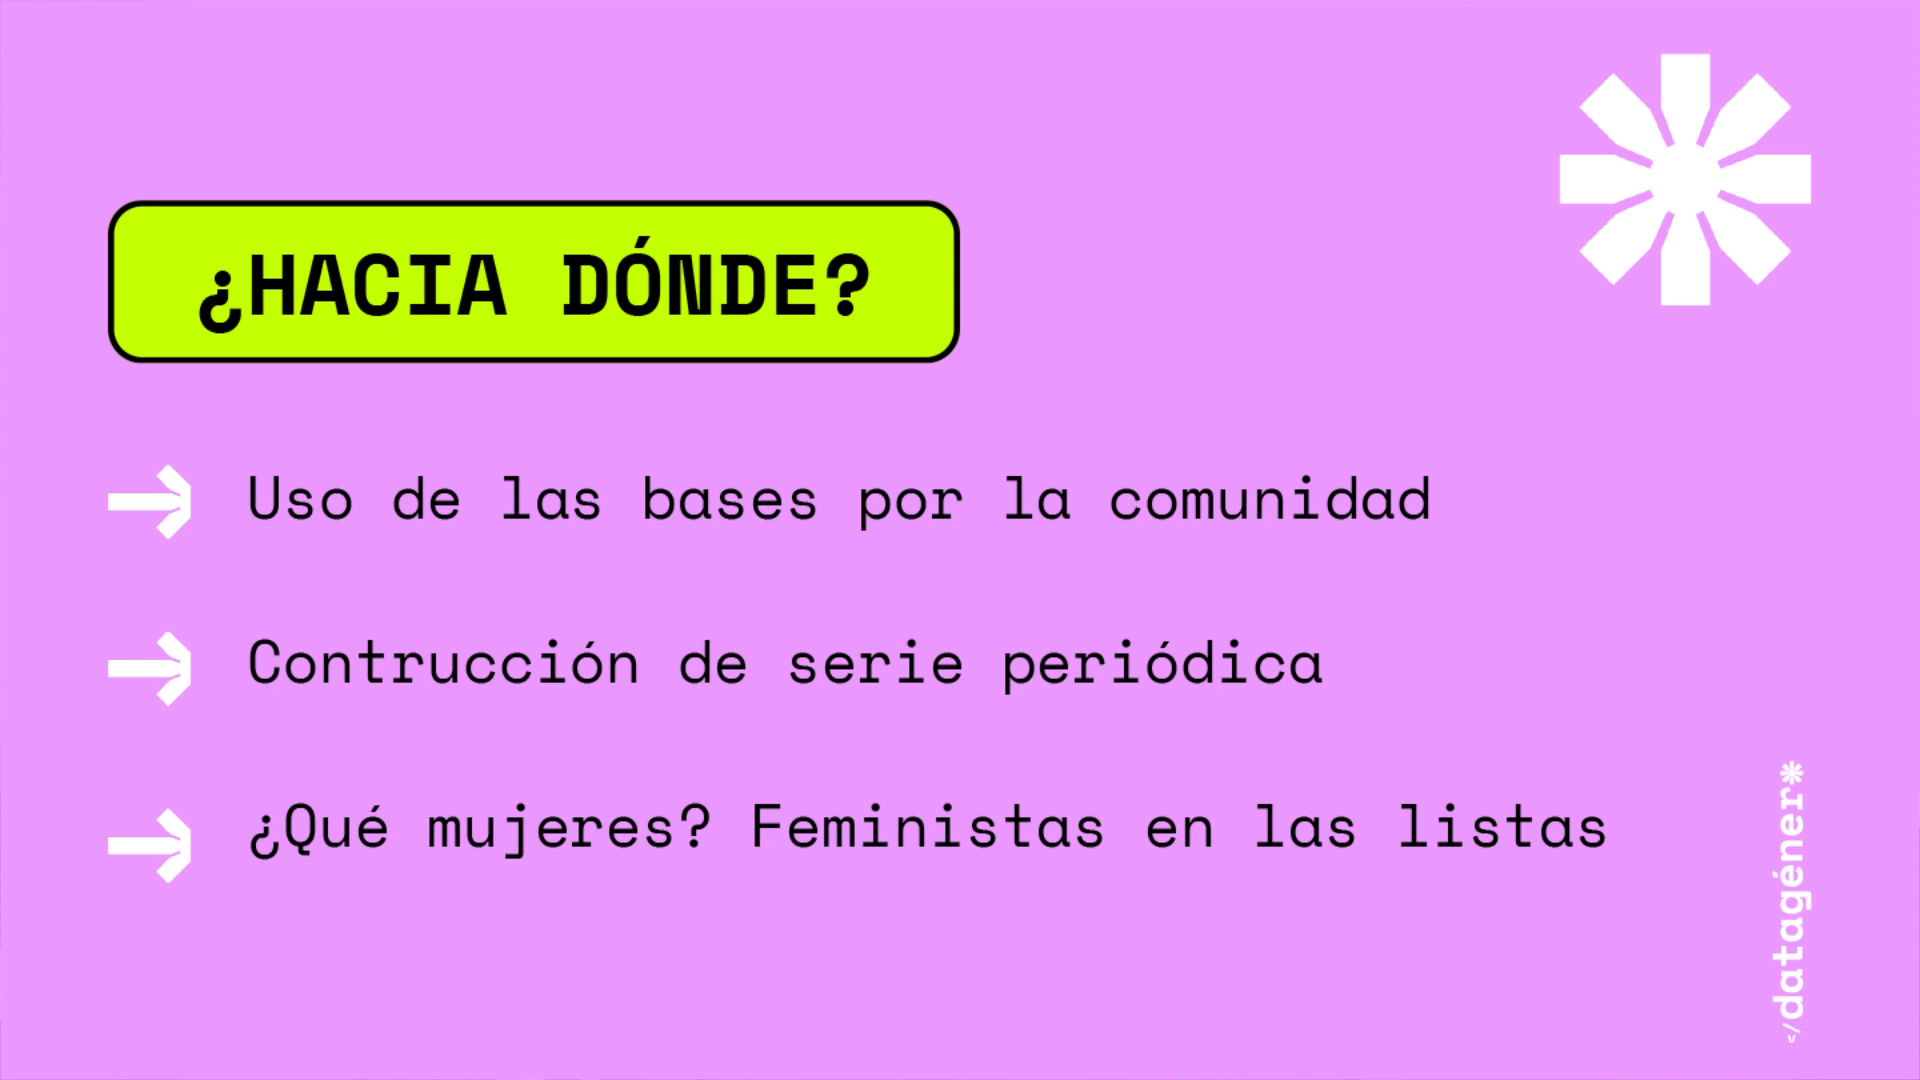 ¿HACIA DÓNDE?
Uso de las bases por la comunidad
Contrucción de serie periódica
¿Qué mujeres? Feministas en las listas
</datagéner*